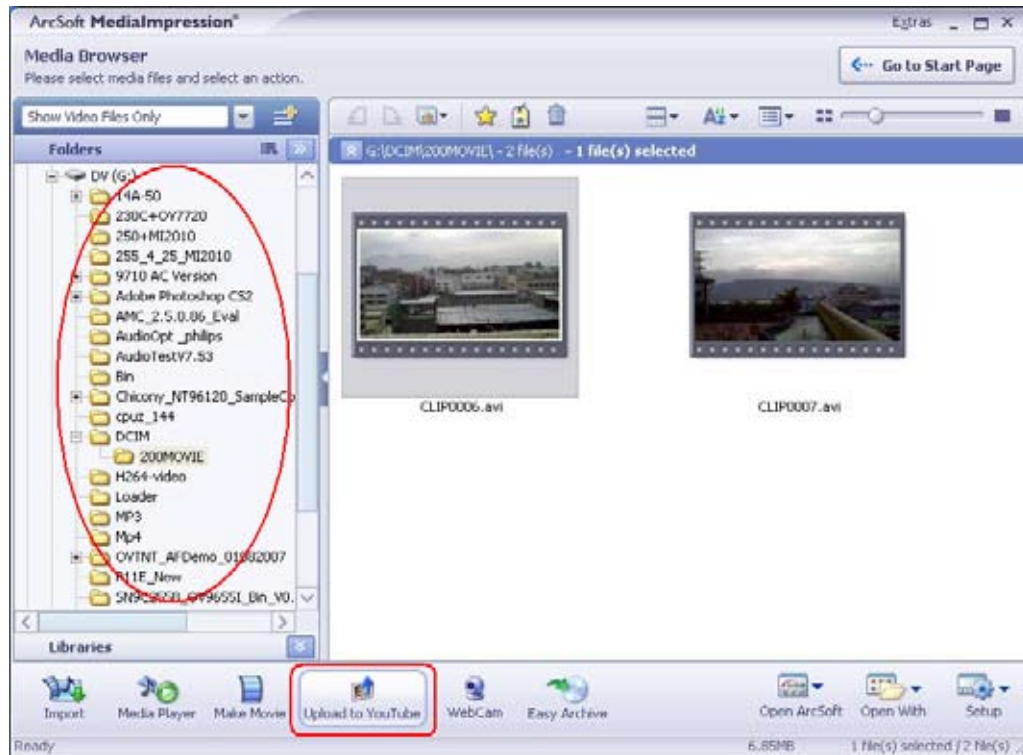 ArcSoft MediaImpression®
Extras
Media Browser
Please select media files and select an action.
Go to Start Page
Show Video Files Only
Folders
G:\DCIM\200MOVIE\ - 2 file(s) - 1 file(s) selected
DV (G:)
14A-50
230C+OV7720
250+MI2010
255_4_25_MI2010
9710 AC Version
Adobe Photoshop CS2
AMC_2.5.0.86_Eval
AudioOpt _philips
AudioTestV7.53
Bin
Chicony_NT96120_SampleCo
cpuz_144
DCIM
200MOVIE
H264-video
Loader
MP3
Mp4
OVTNT_AFDemo_01082007
R11E_New
CLIP0006.avi
CLIP0007.avi
Libraries
Import
Media Player
Make Movie
Upload to YouTube
WebCam
Easy Archive
Open ArcSoft
Open With
Setup
Ready
6.85MB
1 file(s) selected / 2 file(s)